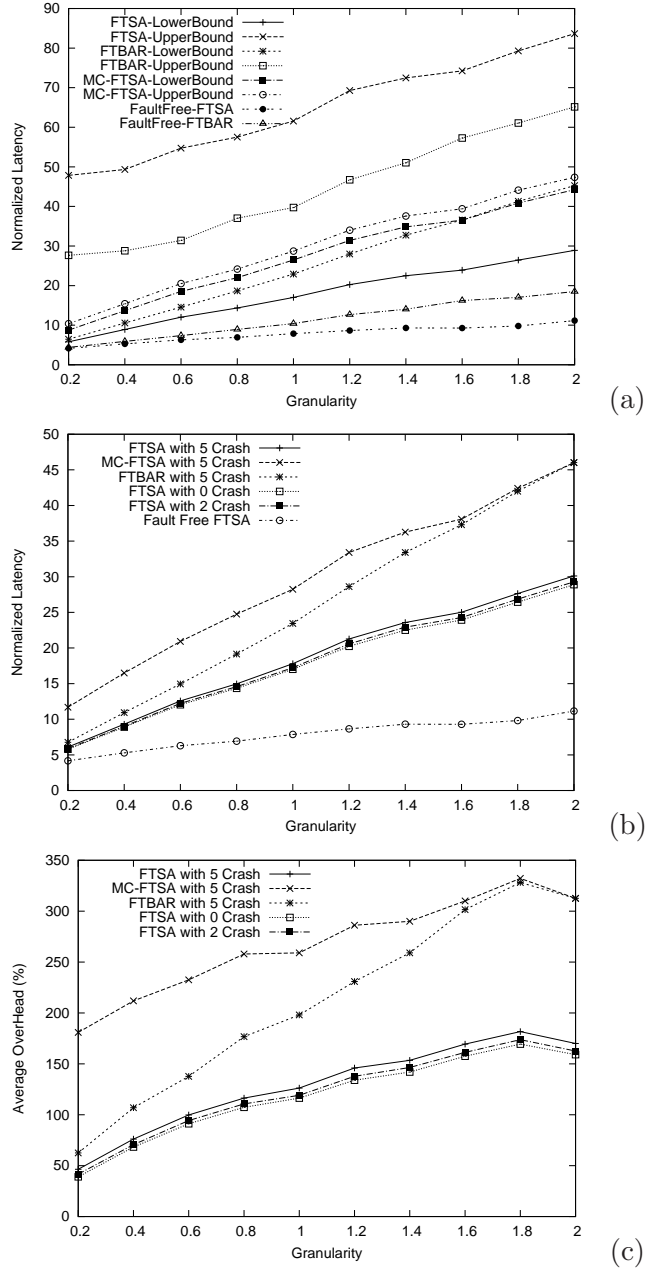 90
80
70
60
50
40
30
20
10
0
Normalized Latency
FTSA-LowerBound
FTSA-UpperBound
FTBAR-LowerBound
FTBAR-UpperBound
MC-FTSA-LowerBound
MC-FTSA-UpperBound
FaultFree-FTSA
FaultFree-FTBAR
0.2 0.4 0.6 0.8 1 1.2 1.4 1.6 1.8 2
Granularity
(a)
50
45
40
35
30
25
20
15
10
5
0
Normalized Latency
FTSA with 5 Crash
MC-FTSA with 5 Crash
FTBAR with 5 Crash
FTSA with 0 Crash
FTSA with 2 Crash
Fault Free FTSA
0.2 0.4 0.6 0.8 1 1.2 1.4 1.6 1.8 2
Granularity
(b)
350
300
250
200
150
100
50
0
Average OverHead (%)
FTSA with 5 Crash
MC-FTSA with 5 Crash
FTBAR with 5 Crash
FTSA with 0 Crash
FTSA with 2 Crash
0.2 0.4 0.6 0.8 1 1.2 1.4 1.6 1.8 2
Granularity
(c)